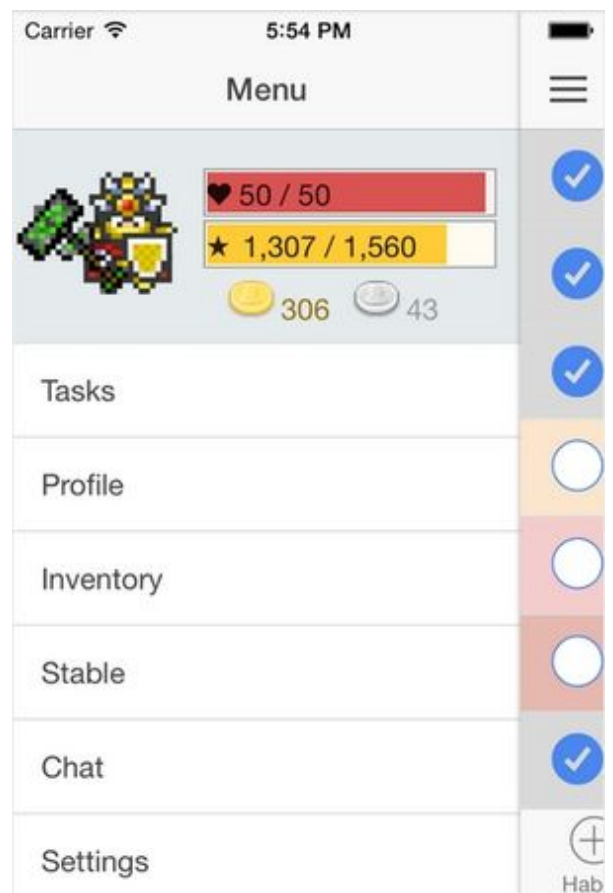 Carrier 5:54 PM
Menu
50 / 50
1,307 / 1,560
306 43
Tasks
Profile
Inventory
Stable
Chat
Settings
Hab